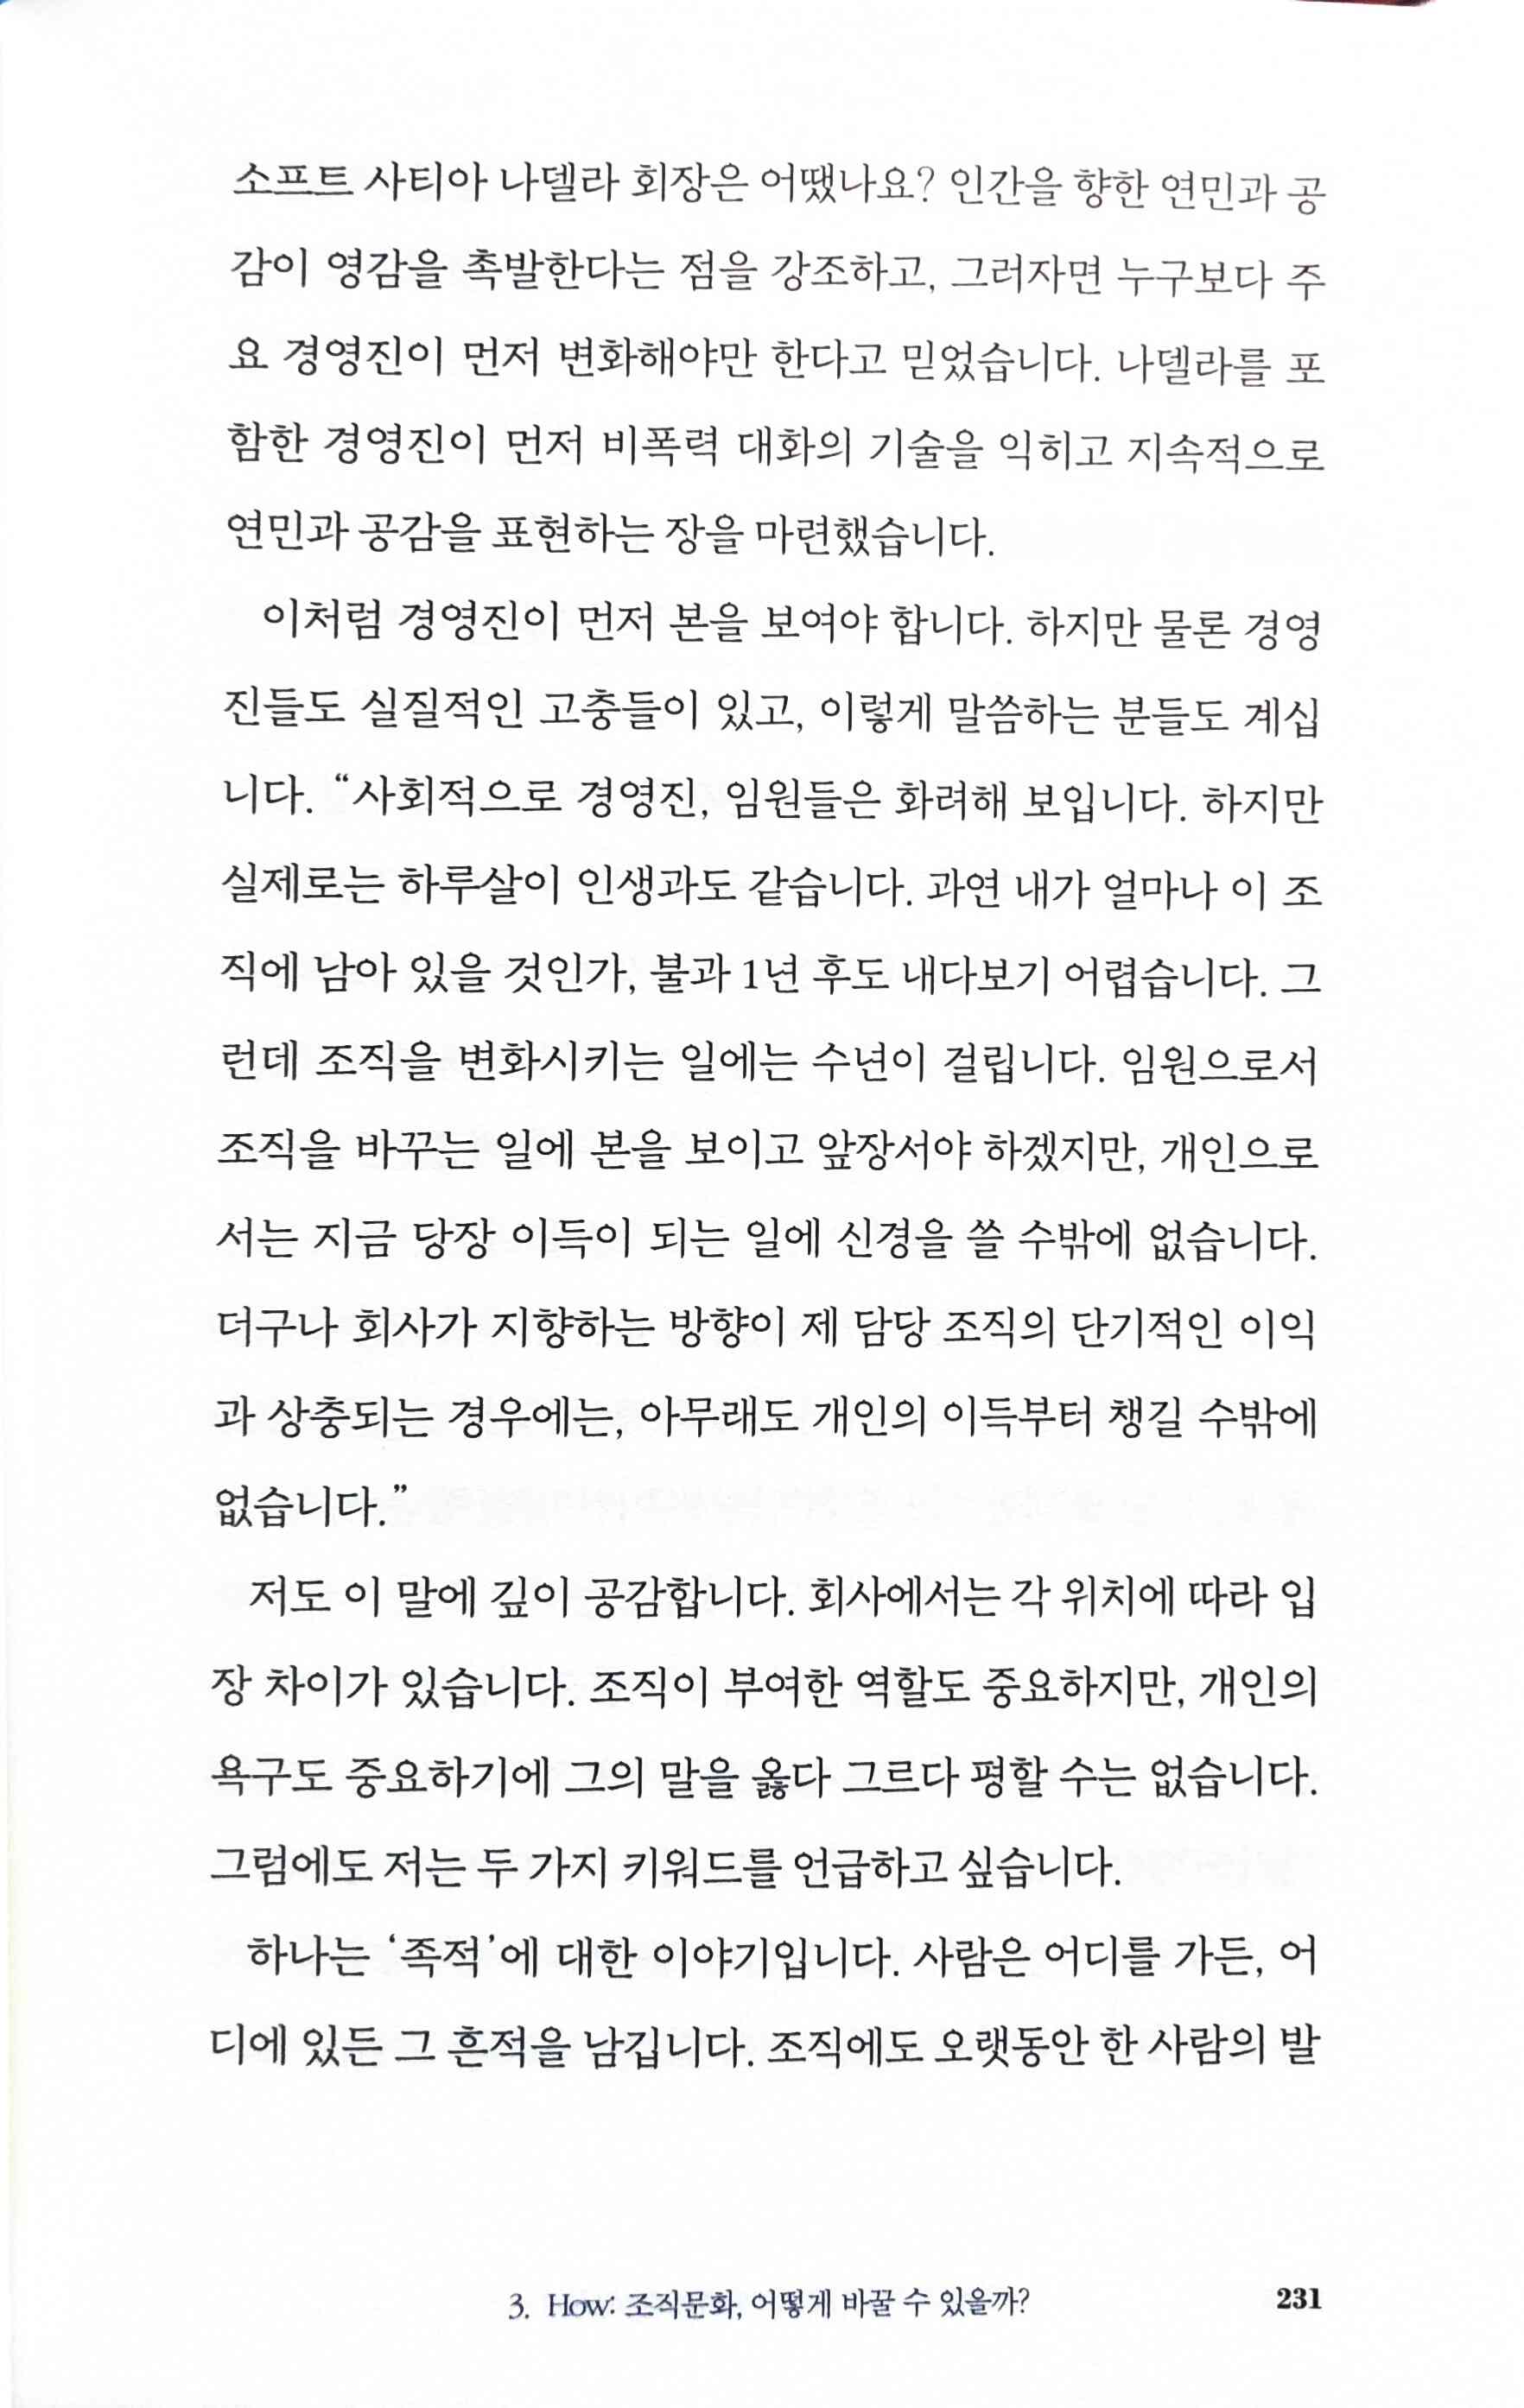 소프트 사티아 나델라 회장은 어땠나요? 인간을 향한 연민과 공
감이 영감을 촉발한다는 점을 강조하고, 그러자면 누구보다 주
요 경영진이 먼저 변화해야만 한다고 믿었습니다. 나델라를 포
함한 경영진이 먼저 비폭력 대화의 기술을 익히고 지속적으로
연민과 공감을 표현하는 장을 마련했습니다.
이처럼 경영진이 먼저 본을 보여야 합니다. 하지만 물론 경영
진들도 실질적인 고충들이 있고, 이렇게 말씀하는 분들도 계십
니다. “사회적으로 경영진, 임원들은 화려해 보입니다. 하지만
실제로는 하루살이 인생과도 같습니다. 과연 내가 얼마나 이 조
직에 남아 있을 것인가, 불과 1년 후도 내다보기 어렵습니다. 그
런데 조직을 변화시키는 일에는 수년이 걸립니다. 임원으로서
조직을 바꾸는 일에 본을 보이고 앞장서야 하겠지만, 개인으로
서는 지금 당장 이득이 되는 일에 신경을 쓸 수밖에 없습니다.
더구나 회사가 지향하는 방향이 제 담당 조직의 단기적인 이익
과 상충되는 경우에는, 아무래도 개인의 이득부터 챙길 수밖에
없습니다.”
저도 이 말에 깊이 공감합니다. 회사에서는 각 위치에 따라 입
장 차이가 있습니다. 조직이 부여한 역할도 중요하지만, 개인의
욕구도 중요하기에 그의 말을 옳다 그르다 평할 수는 없습니다.
그럼에도 저는 두 가지 키워드를 언급하고 싶습니다.
하나는 ‘족적’에 대한 이야기입니다. 사람은 어디를 가든, 어
디에 있든 그 흔적을 남깁니다. 조직에도 오랫동안 한 사람의 발
3. How: 조직문화, 어떻게 바꿀 수 있을까? 231